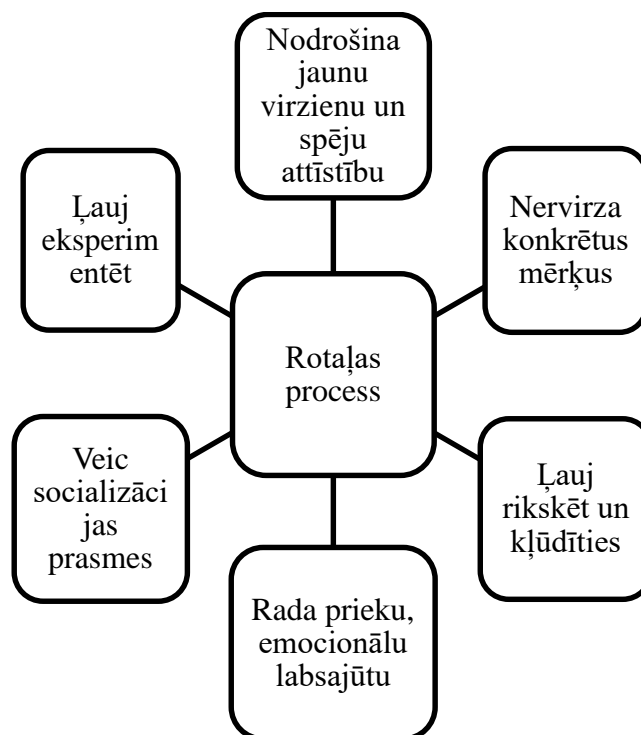 Nodrošina
jaunu
virzienu un
spēju
attīstību
Ļauj
eksperim
entēt
Nervirza
konkrētus
mērķus
Rotaļas
process
Veic
socializāci
jas
prasmes
Ļauj
rikskēt un
kļūdīties
Rada prieku,
emocionālu
labsajūtu